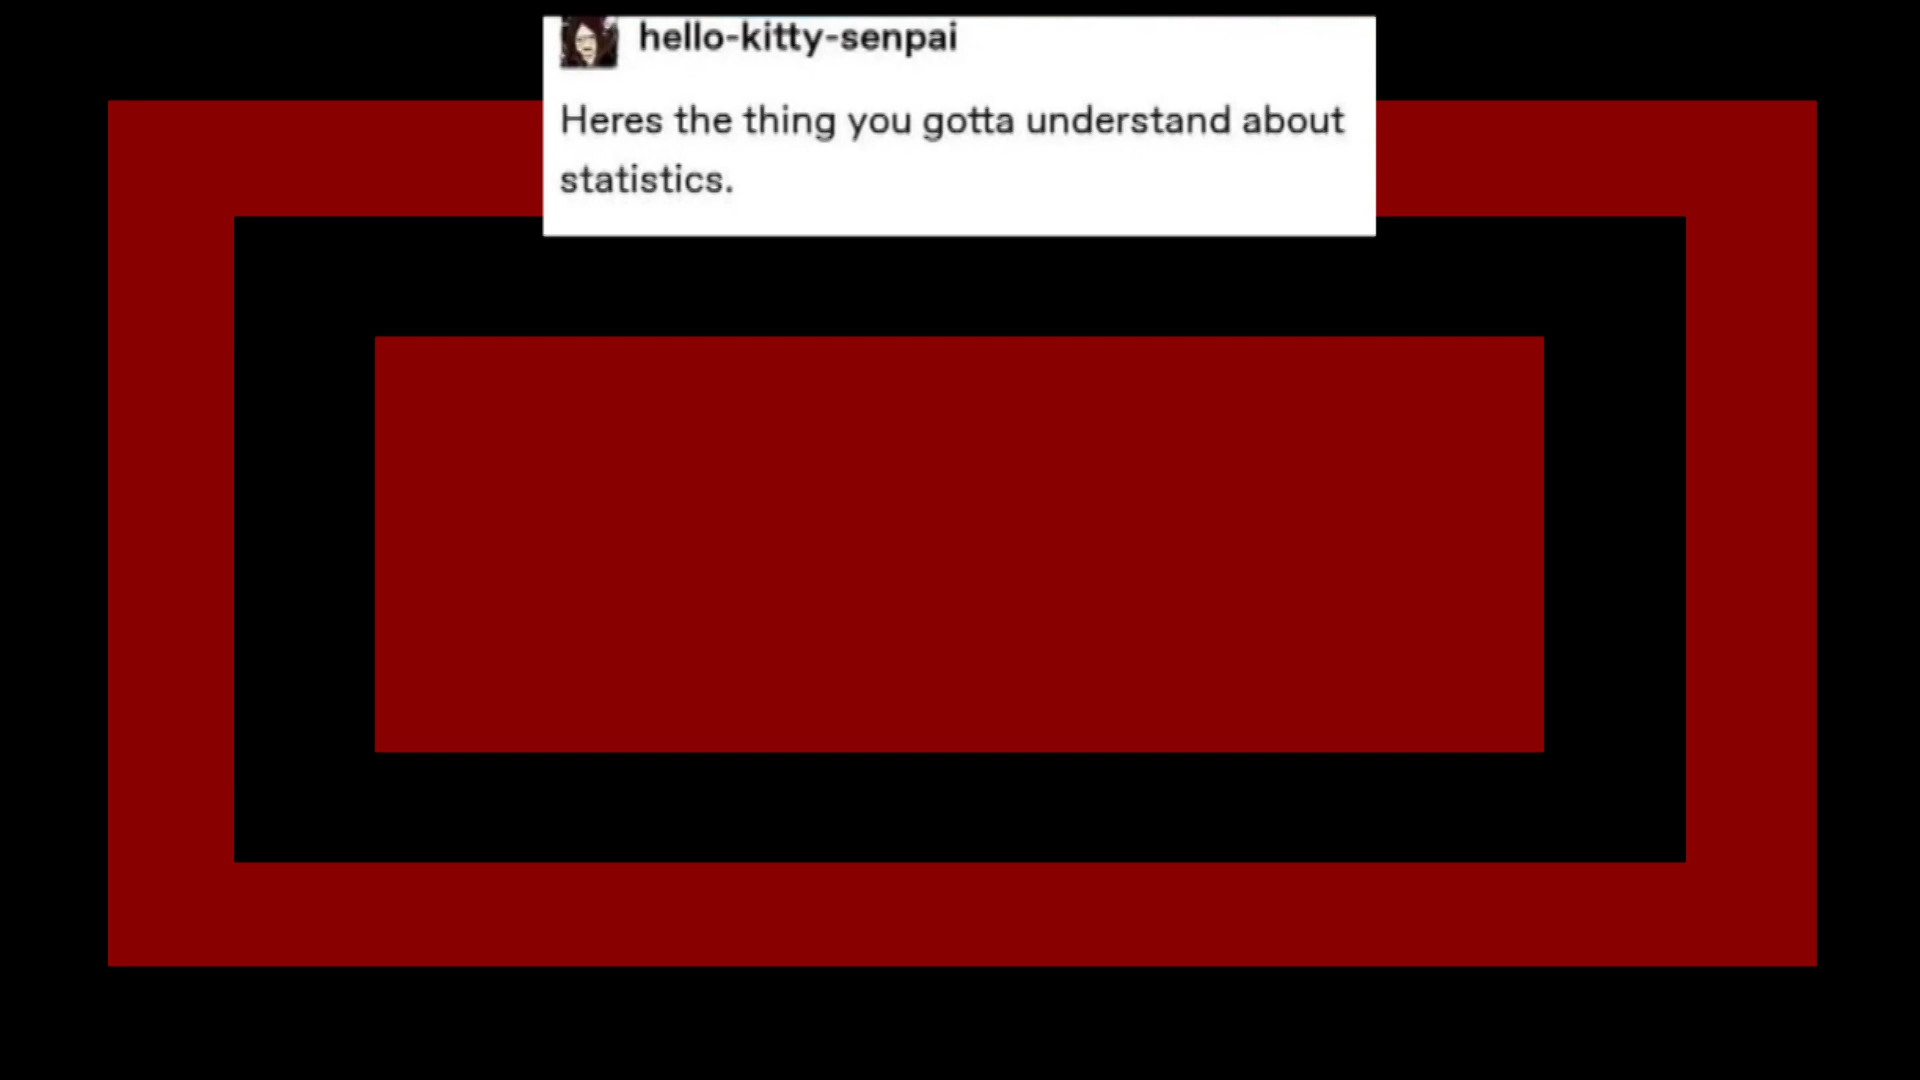 hello-kitty-senpai
Heres the thing you gotta understand about
statistics.